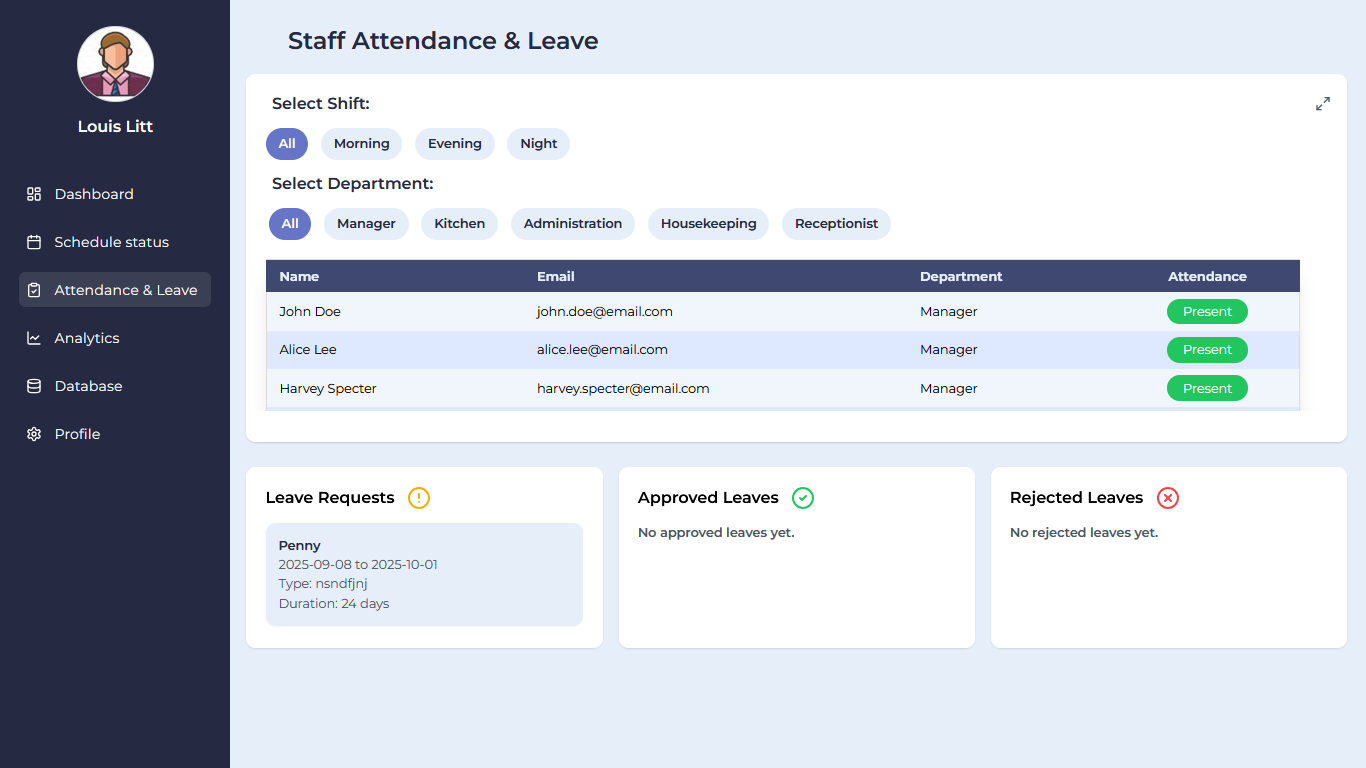 Louis Litt
Dashboard
Schedule status
Attendance & Leave
Analytics
Database
Profile
Staff Attendance & Leave
Select Shift:
All Morning Evening Night
Select Department:
All Manager Kitchen Administration Housekeeping Receptionist
Name Email Department Attendance
John Doe john.doe@email.com Manager Present
Alice Lee alice.lee@email.com Manager Present
Harvey Specter harvey.specter@email.com Manager Present
Leave Requests
Penny
2025-09-08 to 2025-10-01
Type: nsndfjnj
Duration: 24 days
Approved Leaves
No approved leaves yet.
Rejected Leaves
No rejected leaves yet.